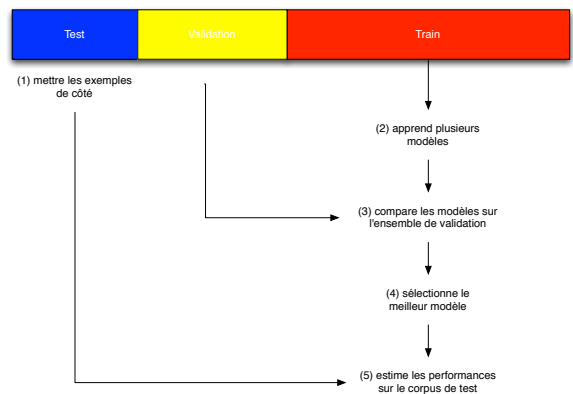 Test
Validation
Train
(1) mettre les exemples
de côté
(2) apprend plusieurs
modèles
(3) compare les modèles sur
l'ensemble de validation
(4) sélectionne le
meilleur modèle
(5) estime les performances
sur le corpus de test